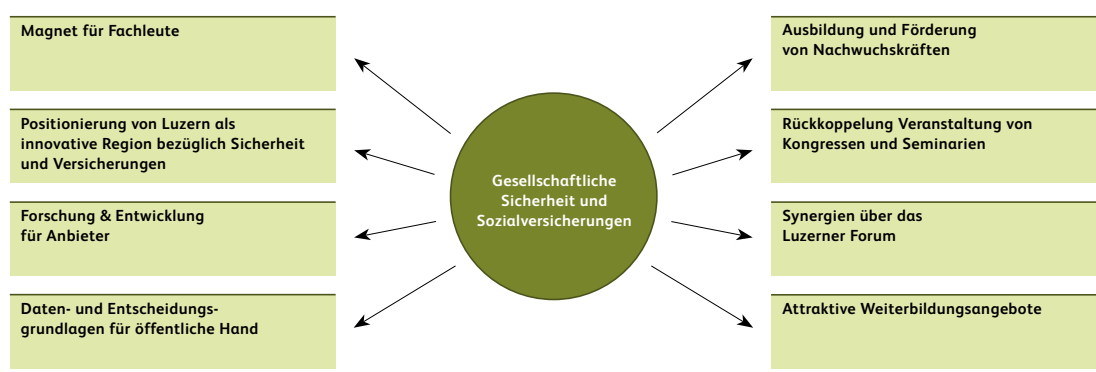 Magnet für Fachleute
Positionierung von Luzern als
innovative Region bezüglich Sicherheit
und Versicherungen
Forschung & Entwicklung
für Anbieter
Daten- und Entscheidungs-
grundlagen für öffentliche Hand
Gesellschaftliche
Sicherheit und
Sozialversicherungen
Ausbildung und Förderung
von Nachwuchskräften
Rückkoppelung Veranstaltung von
Kongressen und Seminarien
Synergien über das
Luzerner Forum
Attraktive Weiterbildungsangebote